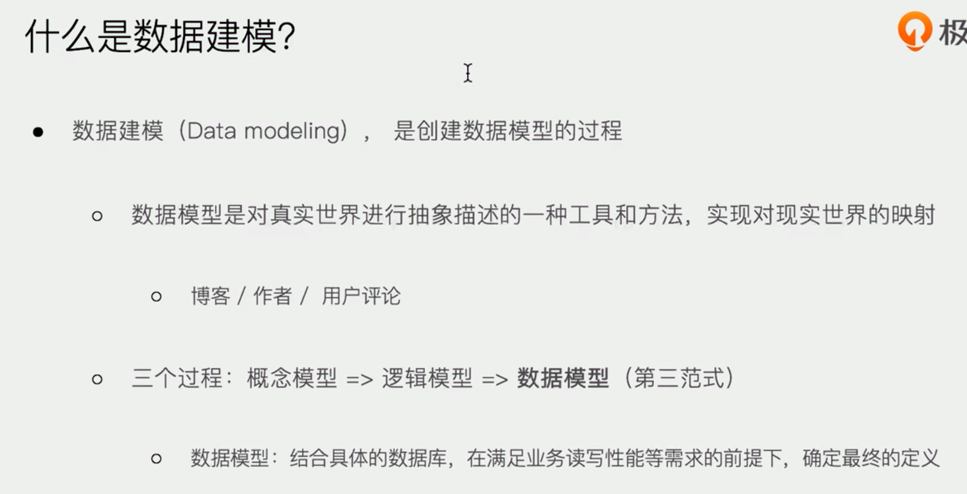 什么是数据建模?
极
● 数据建模（Data modeling）， 是创建数据模型的过程
○ 数据模型是对真实世界进行抽象描述的一种工具和方法，实现对现实世界的映射
○ 博客 / 作者 / 用户评论
○ 三个过程：概念模型 => 逻辑模型 => 数据模型（第三范式）
○ 数据模型：结合具体的数据库，在满足业务读写性能等需求的前提下，确定最终的定义